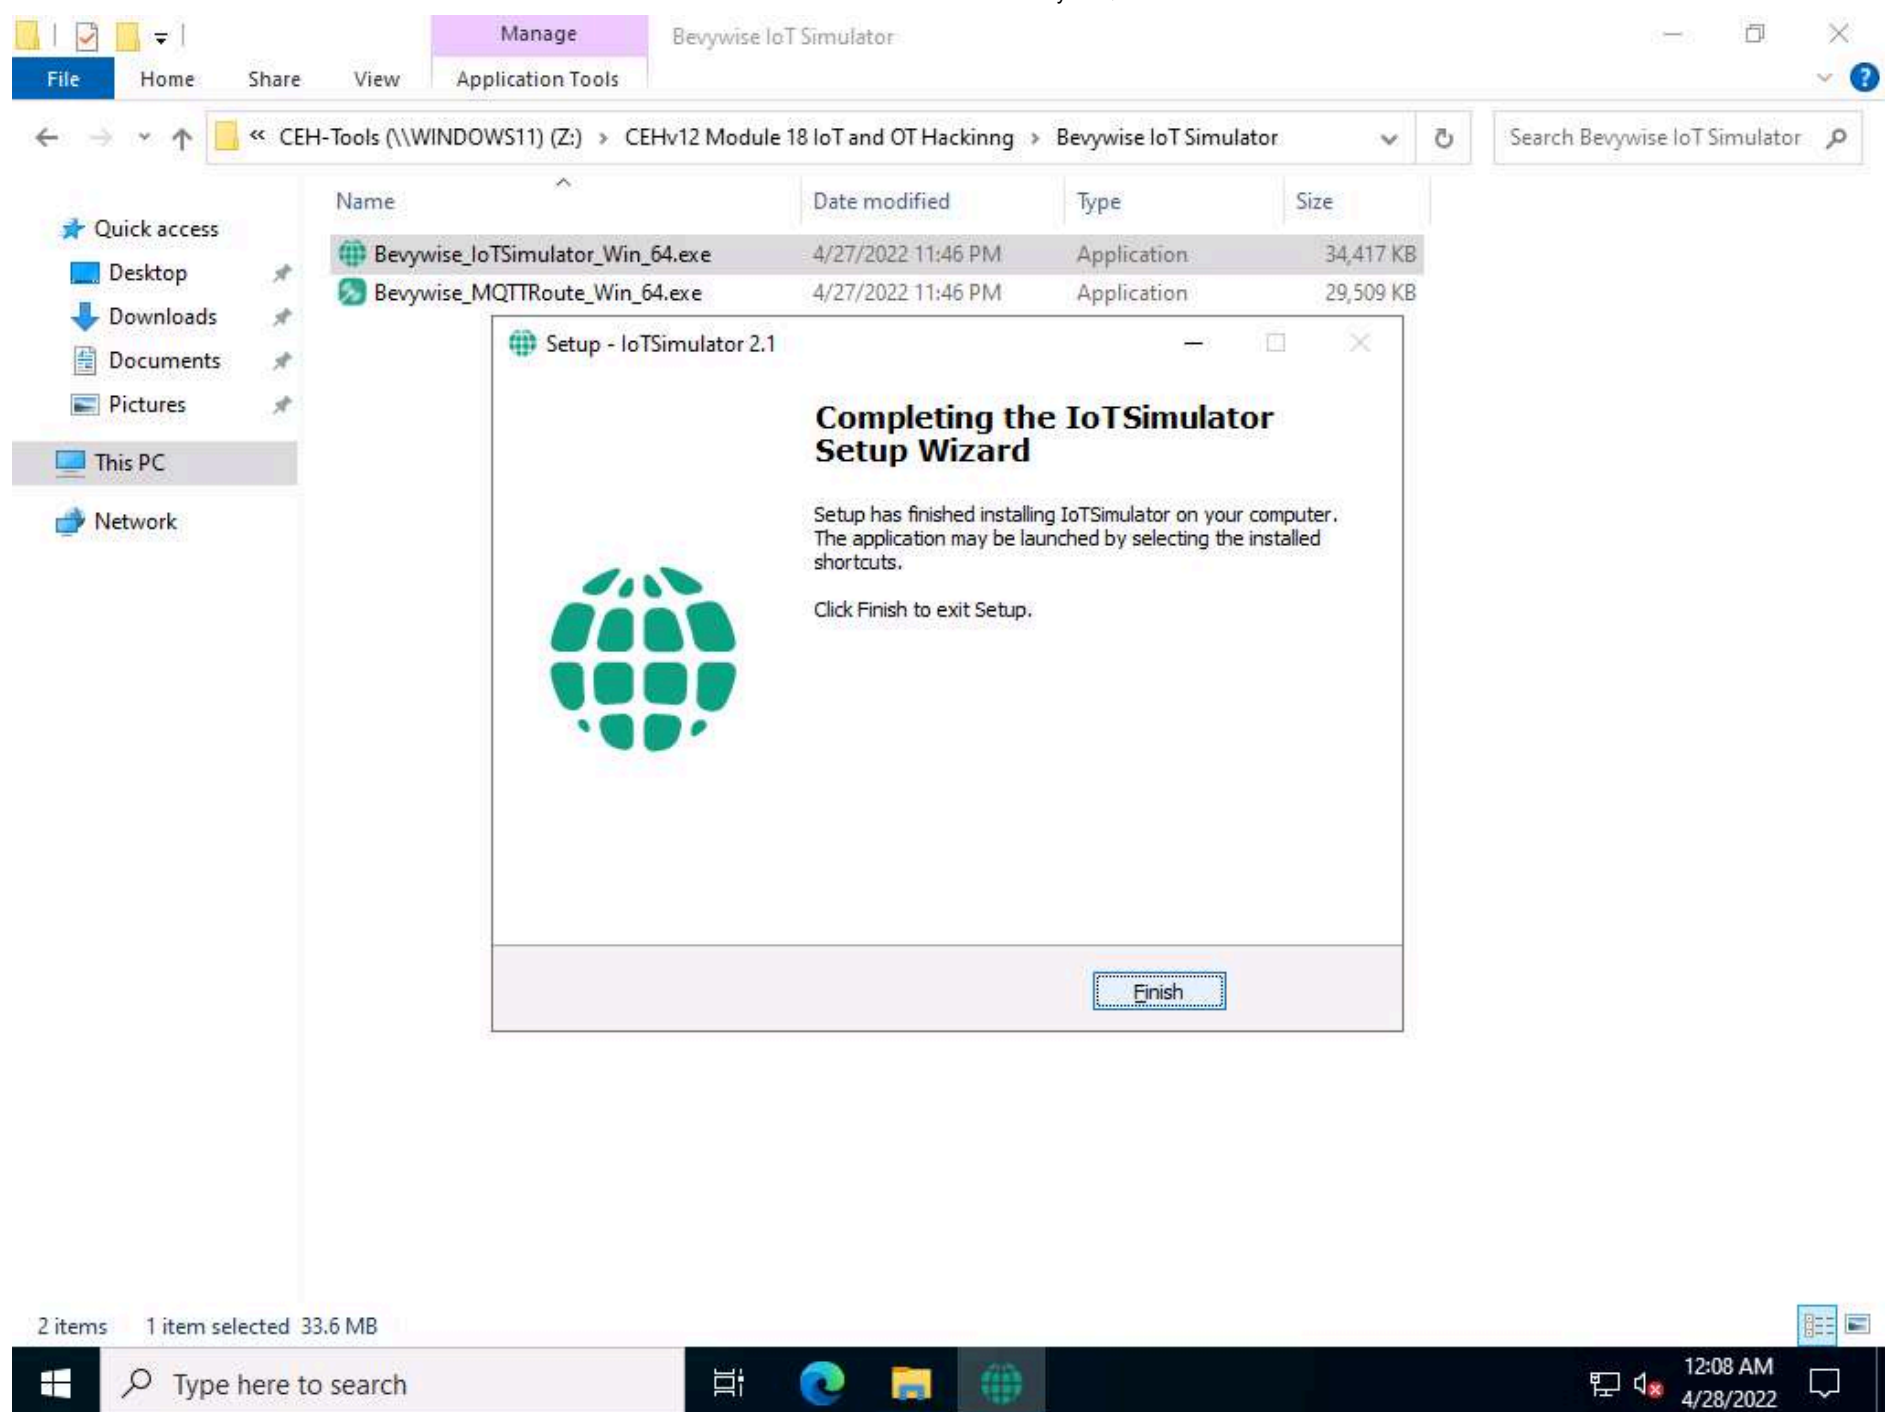 Manage
Bevywise IoT Simulator
File
Home
Share
View
Application Tools
« CEH-Tools (\\WINDOWS11) (Z:) > CEHv12 Module 18 IoT and OT Hackinng > Bevywise IoT Simulator
Search Bevywise IoT Simulator
Name
Date modified
Type
Size
Quick access
Desktop
Downloads
Documents
Pictures
This PC
Network
Bevywise_IoTSimulator_Win_64.exe 4/27/2022 11:46 PM Application 34,417 KB
Bevywise_MQTTRoute_Win_64.exe 4/27/2022 11:46 PM Application 29,509 KB
Setup - IoTSimulator 2.1
Completing the IoTSimulator
Setup Wizard
Setup has finished installing IoTSimulator on your computer.
The application may be launched by selecting the installed
shortcuts.
Click Finish to exit Setup.
Finish
2 items 1 item selected 33.6 MB
Type here to search
12:08 AM
4/28/2022